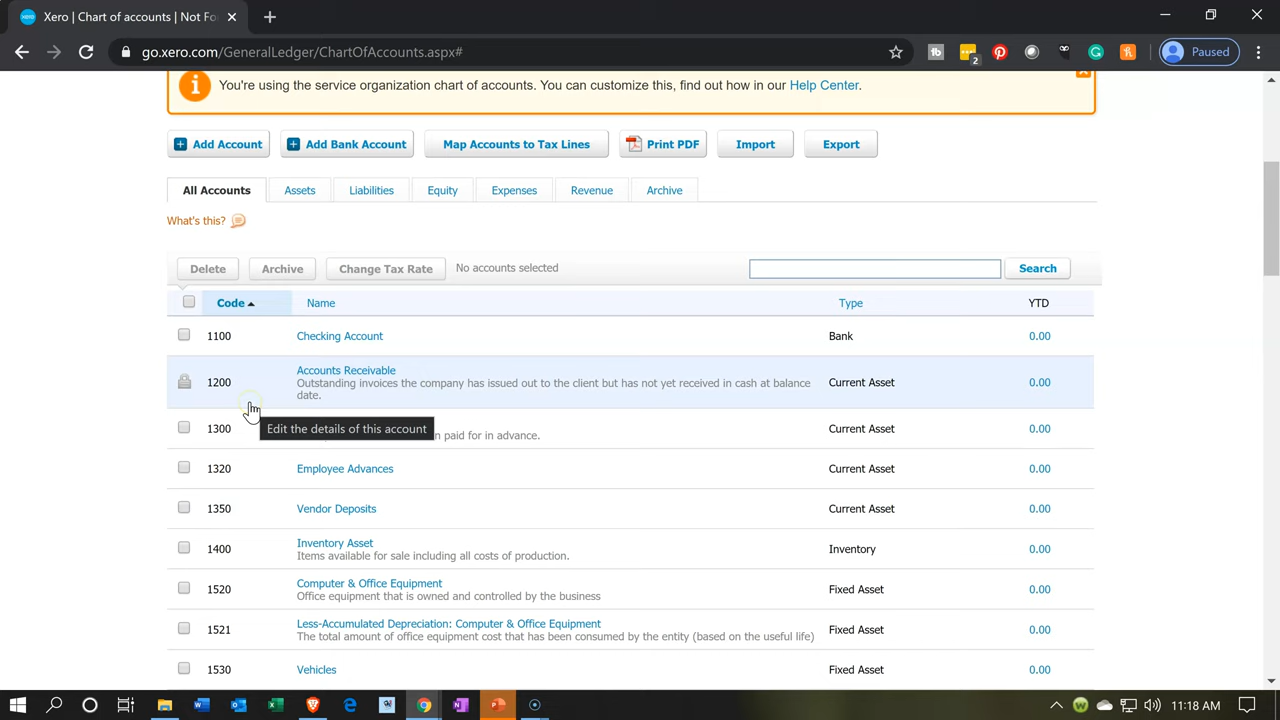 Xero | Chart of accounts | Not Fo
go.xero.com/GeneralLedger/ChartOfAccounts.aspx#
2
Paused
You're using the service organization chart of accounts. You can customize this, find out how in our Help Center.
Add Account
Add Bank Account
Map Accounts to Tax Lines
Print PDF
Import
Export
All Accounts
Assets
Liabilities
Equity
Expenses
Revenue
Archive
What's this?
Delete
Archive
Change Tax Rate
No accounts selected
Search
Code Name Type YTD
1100 Checking Account Bank 0.00
Accounts Receivable
1200 Outstanding invoices the company has issued out to the client but has not yet received in cash at balance Current Asset 0.00
date.
1300 Current Asset 0.00
Edit the details of this account
n paid for in advance.
1320 Employee Advances Current Asset 0.00
1350 Vendor Deposits Current Asset 0.00
1400 Inventory Asset Inventory 0.00
Items available for sale including all costs of production.
1520 Computer & Office Equipment Fixed Asset 0.00
Office equipment that is owned and controlled by the business
1521 Less-Accumulated Depreciation: Computer & Office Equipment Fixed Asset 0.00
The total amount of office equipment cost that has been consumed by the entity (based on the useful life)
1530 Vehicles Fixed Asset 0.00
11:18 AM